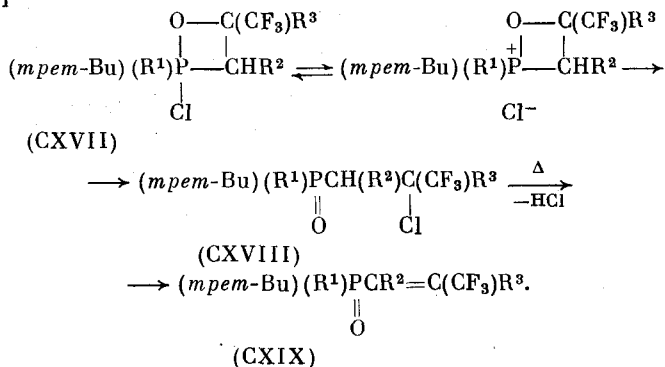 O—C(CF₃)R³ O—C(CF₃)R³
(трет-Bu)(R¹)P—CHR² ⇌ (трет-Bu)(R¹)P⁺—CHR² ⟶
Cl Cl⁻
(CXVII)
⟶ (трет-Bu)(R¹)PCH(R²)C(CF₃)R³ Δ −HCl ⟶
O Cl
(CXVIII)
⟶ (трет-Bu)(R¹)PCR²=C(CF₃)R³.
O
(CXIX)